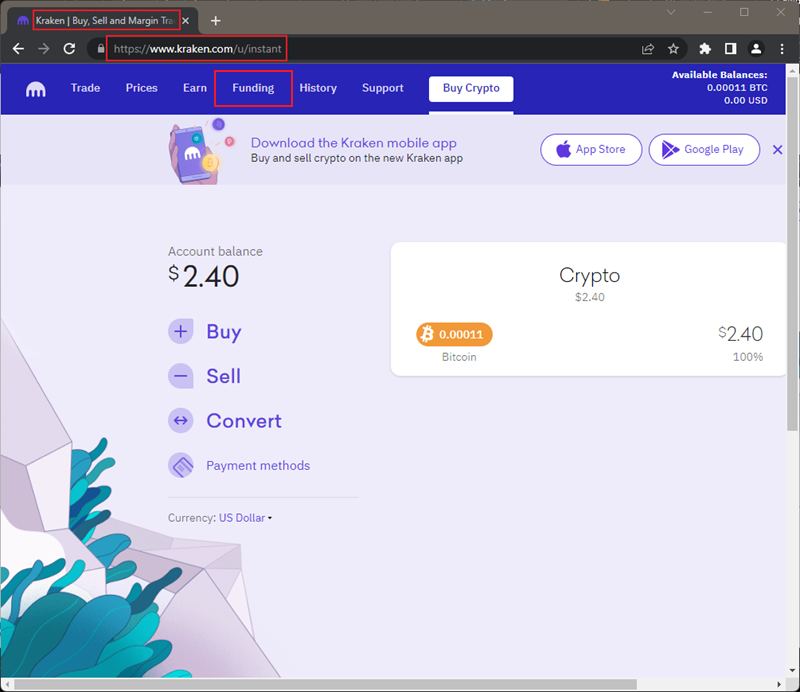 Kraken | Buy, Sell and Margin Tra
https://www.kraken.com/u/instant
Trade Prices Earn Funding History Support Buy Crypto
Available Balances:
0.00011 BTC
0.00 USD
Download the Kraken mobile app
Buy and sell crypto on the new Kraken app
App Store
Google Play
Account balance
$2.40
Buy
Sell
Convert
Payment methods
Currency: US Dollar
Crypto
$2.40
0.00011
Bitcoin
$2.40
100%